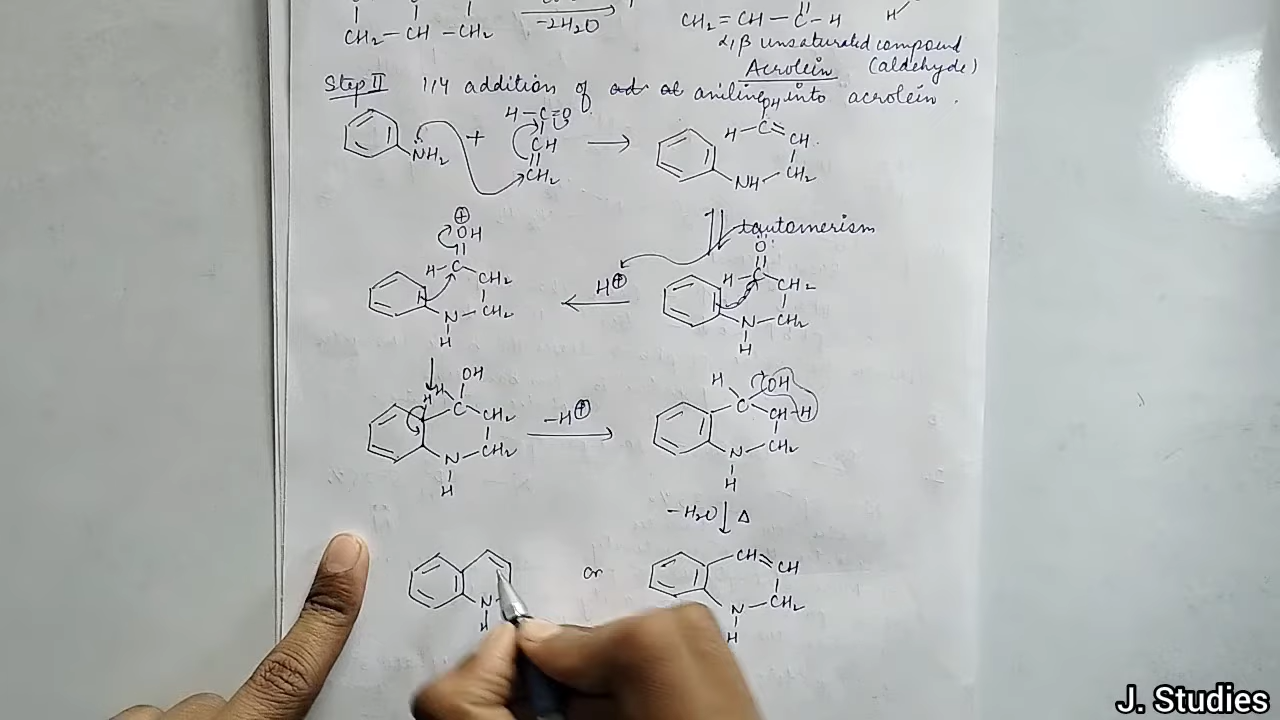 CH₂ – CH – CH₂ –2H₂O CH₂ = CH – C – H H
α,β unsaturated compound
Acrolein (aldehyde)
Step II 1,4 addition of aniline into acrolein.
NH₂ + H–C=O CH CH₂ → OH H–C CH CH₂ NH
tautomerism
⊕ OH H–C CH₂ CH₂ N H H⊕ O H–C CH₂ CH₂ N H
H H OH C CH₂ CH₂ N H –H⊕ H OH C CH–H CH₂ N H
–H₂O Δ
N H or CH CH CH₂ N H
J. Studies